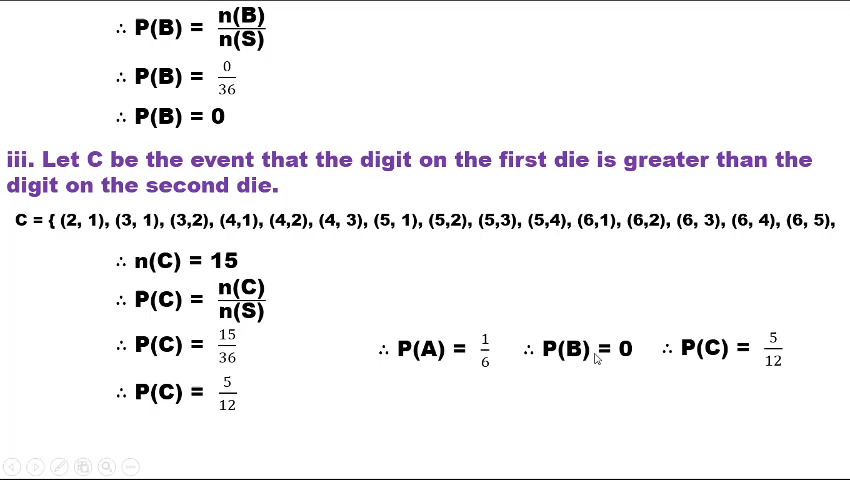 ∴ P(B) = n(B)/n(S)
∴ P(B) = 0/36
∴ P(B) = 0
iii. Let C be the event that the digit on the first die is greater than the
digit on the second die.
C = { (2, 1), (3, 1), (3,2), (4,1), (4,2), (4, 3), (5, 1), (5,2), (5,3), (5,4), (6,1), (6,2), (6, 3), (6, 4), (6, 5),
∴ n(C) = 15
∴ P(C) = n(C)/n(S)
∴ P(C) = 15/36
∴ P(A) = 1/6 ∴ P(B) = 0 ∴ P(C) = 5/12
∴ P(C) = 5/12